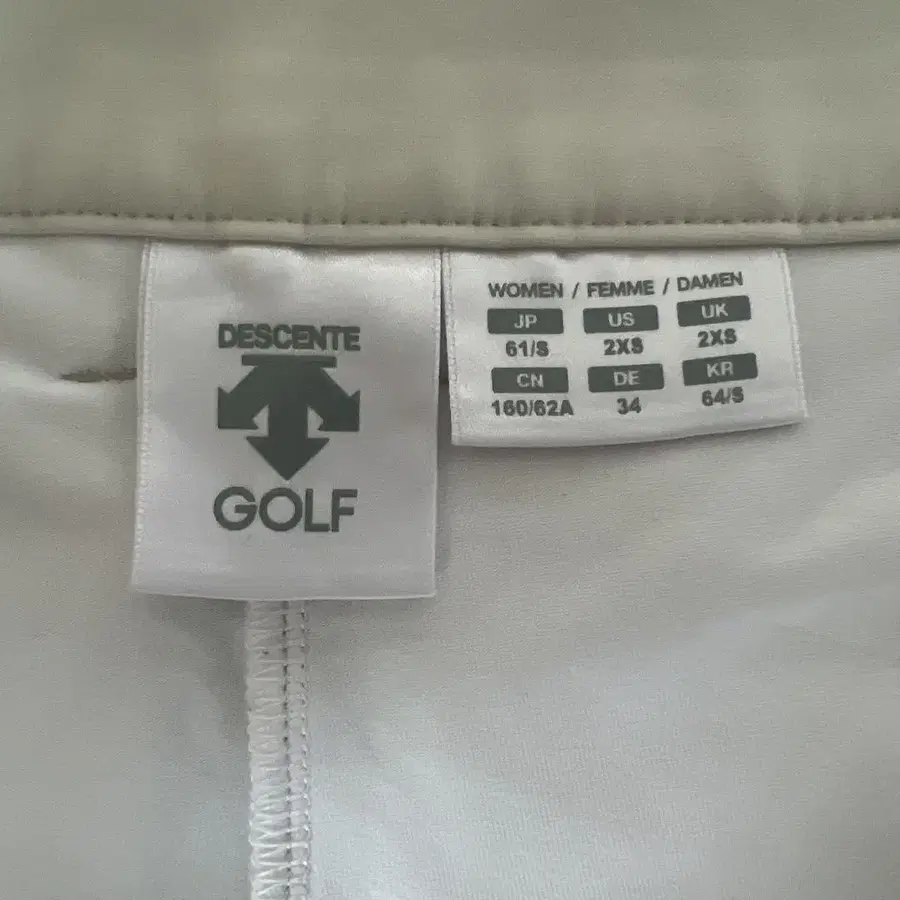 DESCENTE
GOLF
WOMEN / FEMME / DAMEN
JP US UK
61/S 2XS 2XS
CN DE KR
160/62A 34 64/S